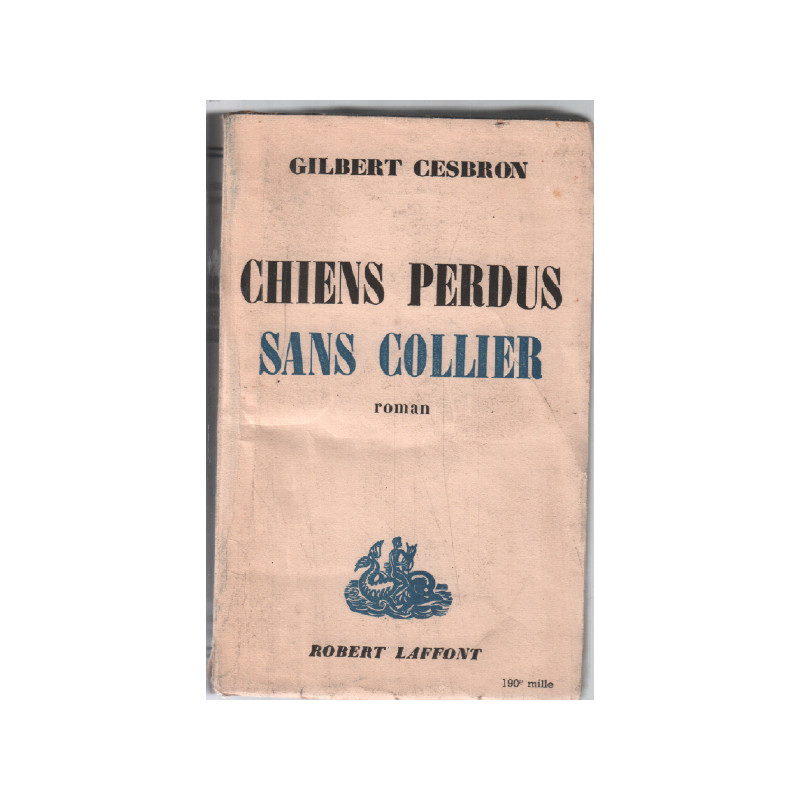 GILBERT CESBRON
CHIENS PERDUS
SANS COLLIER
roman
ROBERT LAFFONT
190e mille